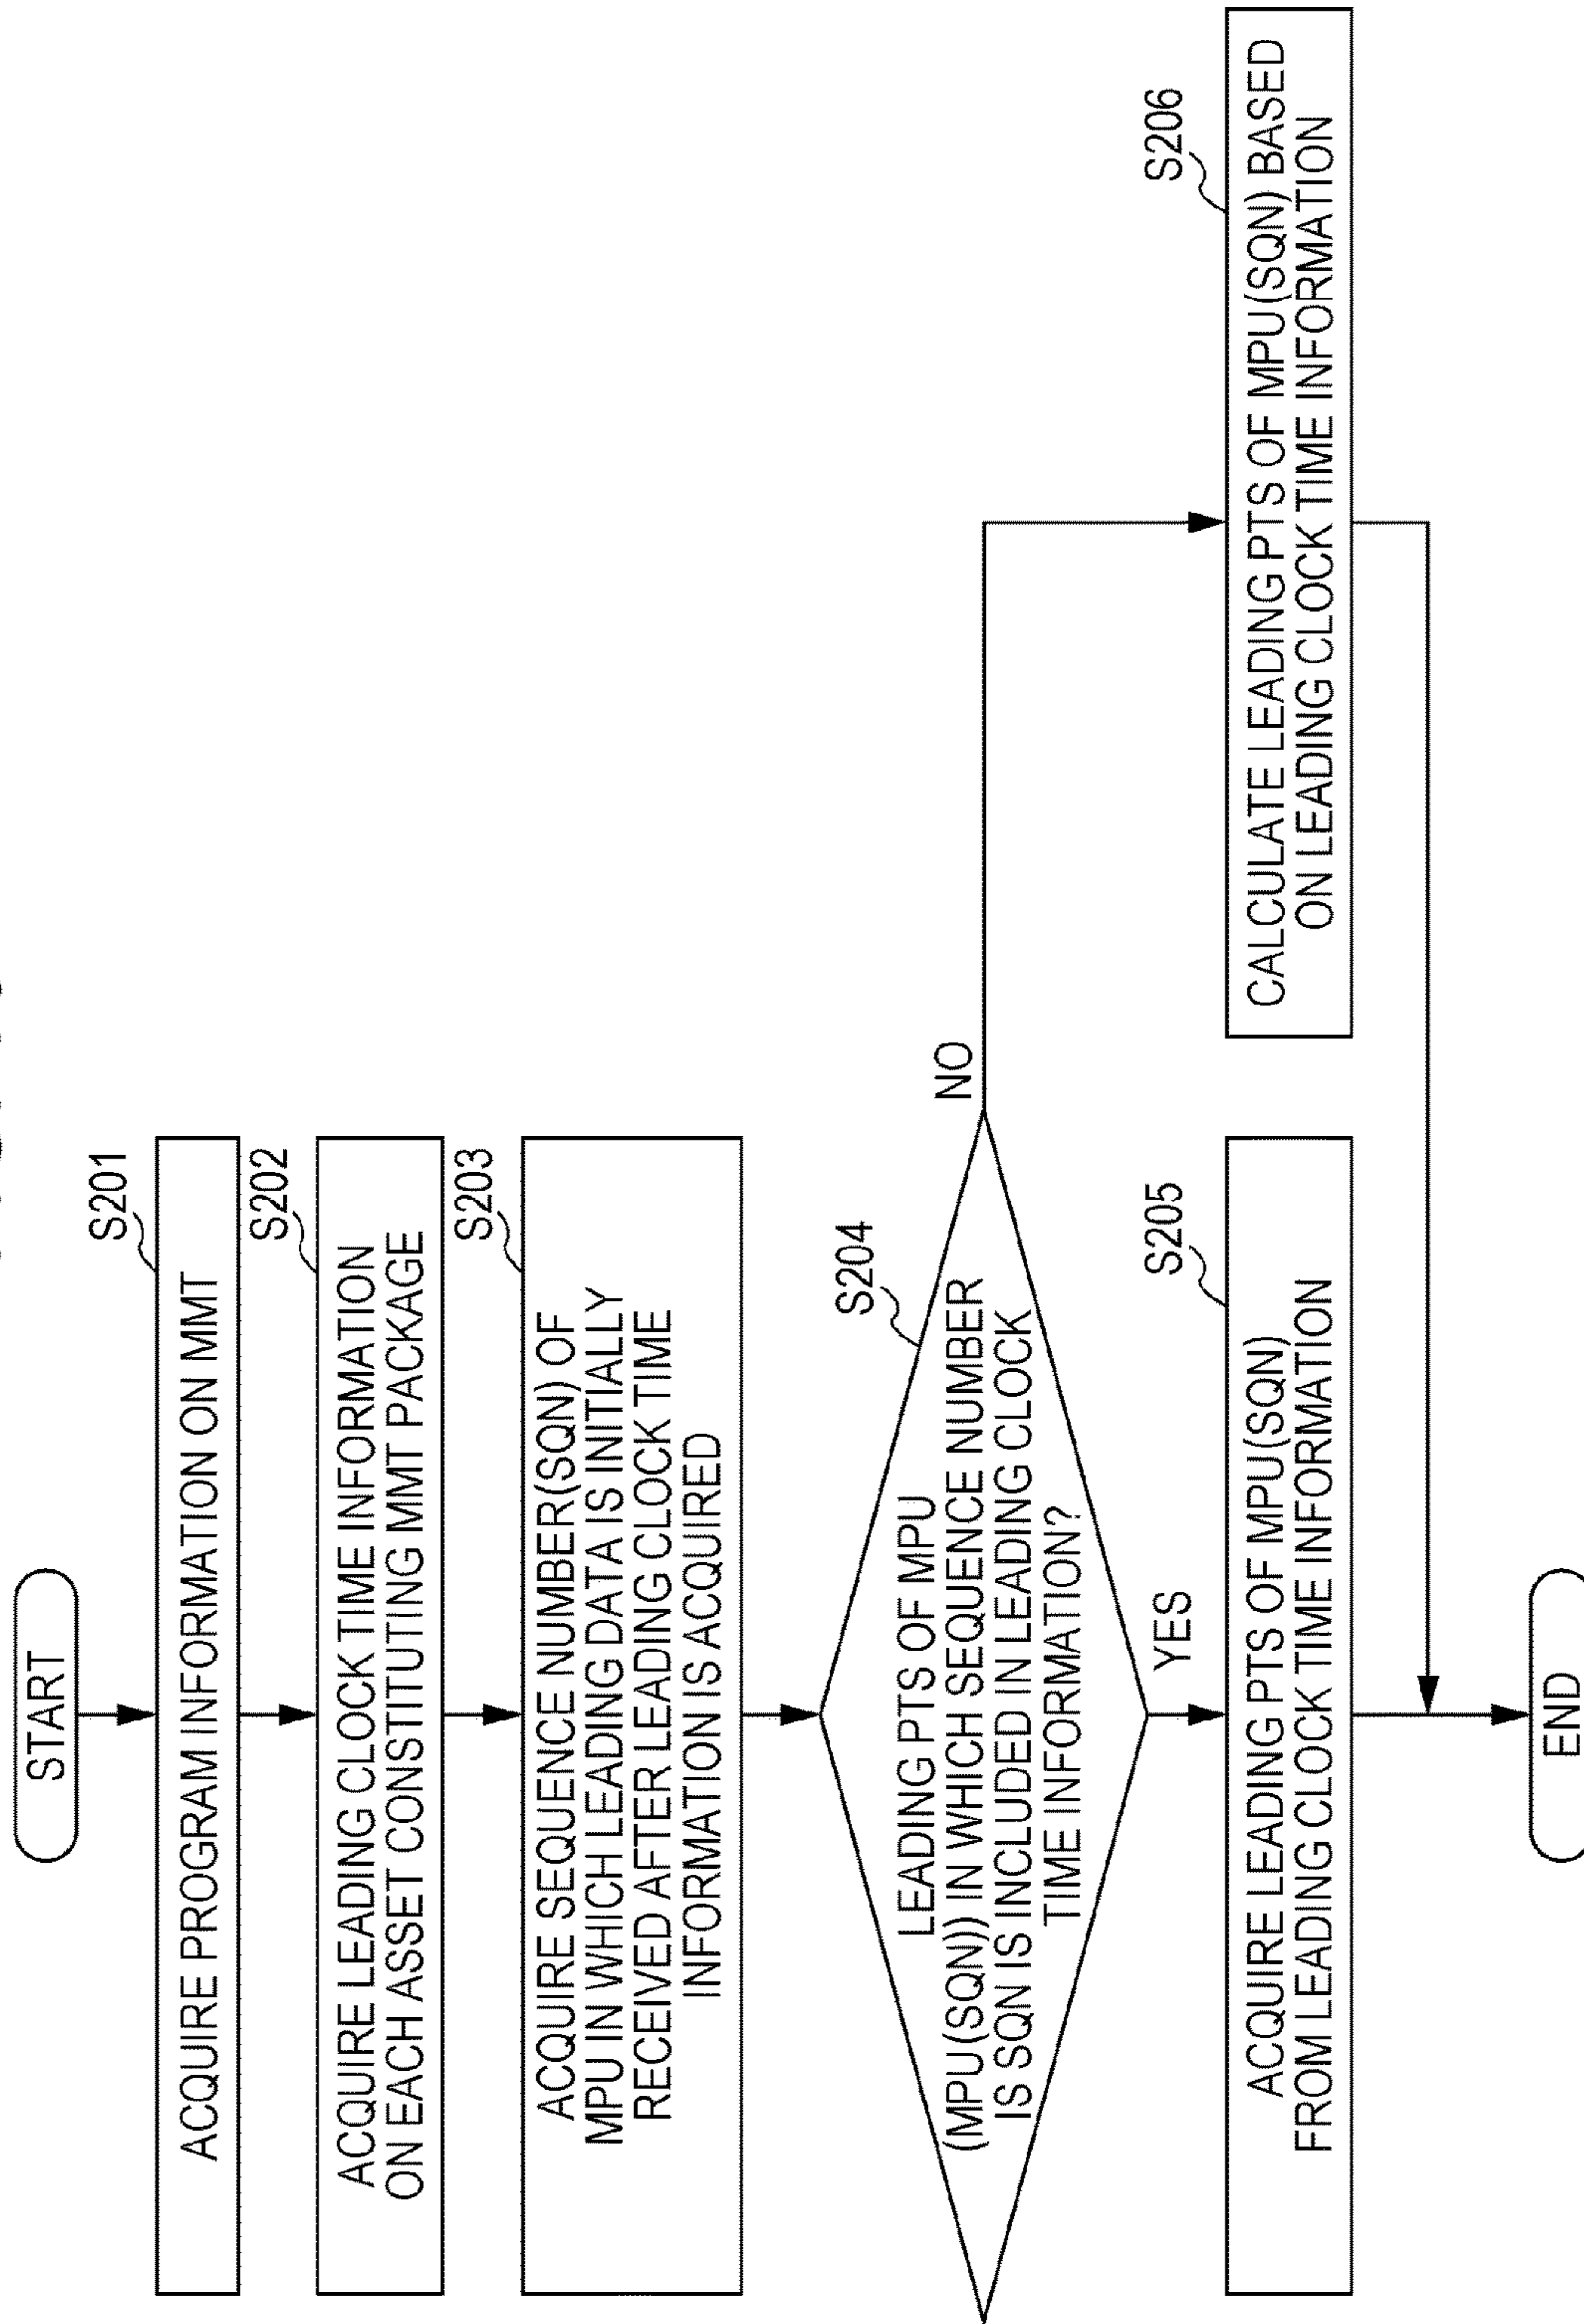 START
S201
ACQUIRE PROGRAM INFORMATION ON MMT
S202
ACQUIRE LEADING CLOCK TIME INFORMATION
ON EACH ASSET CONSTITUTING MMT PACKAGE
S203
ACQUIRE SEQUENCE NUMBER(SQN) OF
MPU IN WHICH LEADING DATA IS INITIALLY
RECEIVED AFTER LEADING CLOCK TIME
INFORMATION IS ACQUIRED
S204
LEADING PTS OF MPU
(MPU(SQN)) IN WHICH SEQUENCE NUMBER
IS SQN IS INCLUDED IN LEADING CLOCK
TIME INFORMATION?
NO
YES
S205
ACQUIRE LEADING PTS OF MPU(SQN)
FROM LEADING CLOCK TIME INFORMATION
S206
CALCULATE LEADING PTS OF MPU(SQN) BASED
ON LEADING CLOCK TIME INFORMATION
END